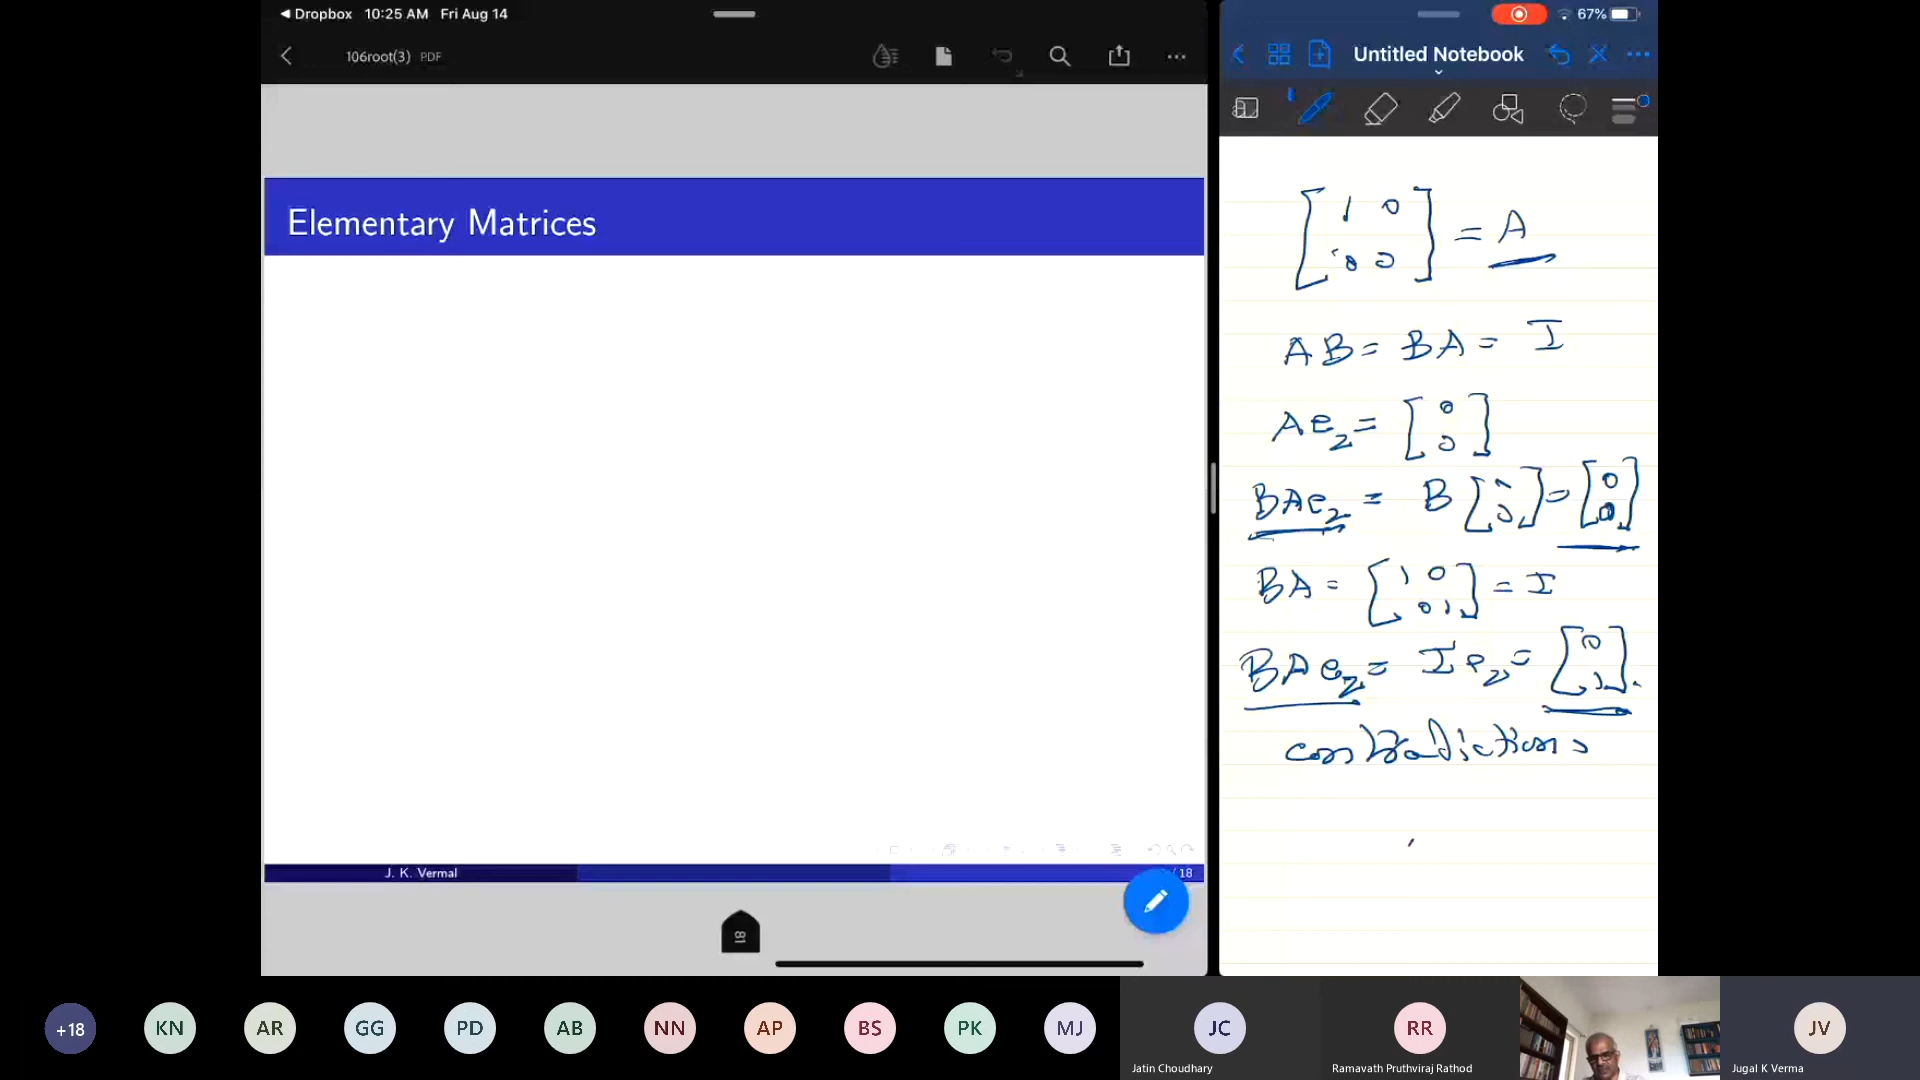 Dropbox 10:25 AM Fri Aug 14
106root(3) PDF
Elementary Matrices
J. K. Vermal
/ 18
81
67%
Untitled Notebook
[1 0
0 0] = A
AB = BA = I
Ae2 = [0
0]
BAe2 = B [0
0] = [0
0]
BA = [1 0
0 1] = I
BAe2 = Ie2 = [0
1].
contradiction
+18
KN
AR
GG
PD
AB
NN
AP
BS
PK
MJ
JC
Jatin Choudhary
RR
Ramavath Pruthviraj Rathod
JV
Jugal K Verma